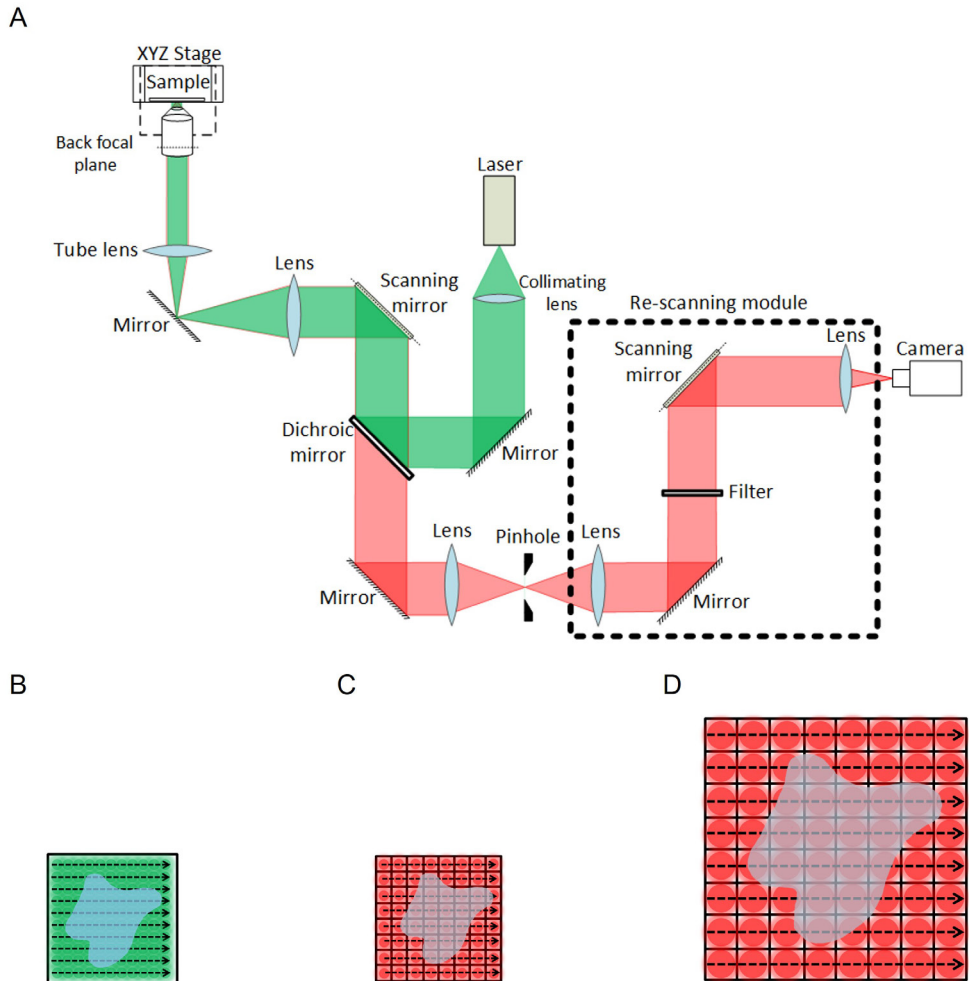 A
XYZ Stage
Sample
Back focal
plane
Laser
Tube lens
Lens
Scanning
mirror
Collimating
lens
Mirror
Re-scanning module
Scanning
mirror
Lens
Camera
Dichroic
mirror
Mirror
Filter
Lens
Pinhole
Lens
Mirror
Mirror
B
C
D